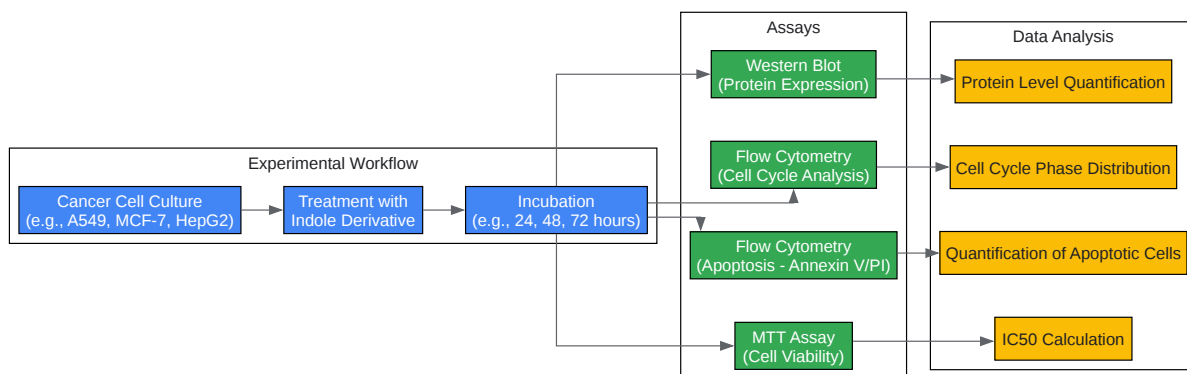 Experimental Workflow
Cancer Cell Culture
(e.g., A549, MCF-7, HepG2)
Treatment with
Indole Derivative
Incubation
(e.g., 24, 48, 72 hours)
Assays
Western Blot
(Protein Expression)
Flow Cytometry
(Cell Cycle Analysis)
Flow Cytometry
(Apoptosis - Annexin V/PI)
MTT Assay
(Cell Viability)
Data Analysis
Protein Level Quantification
Cell Cycle Phase Distribution
Quantification of Apoptotic Cells
IC50 Calculation